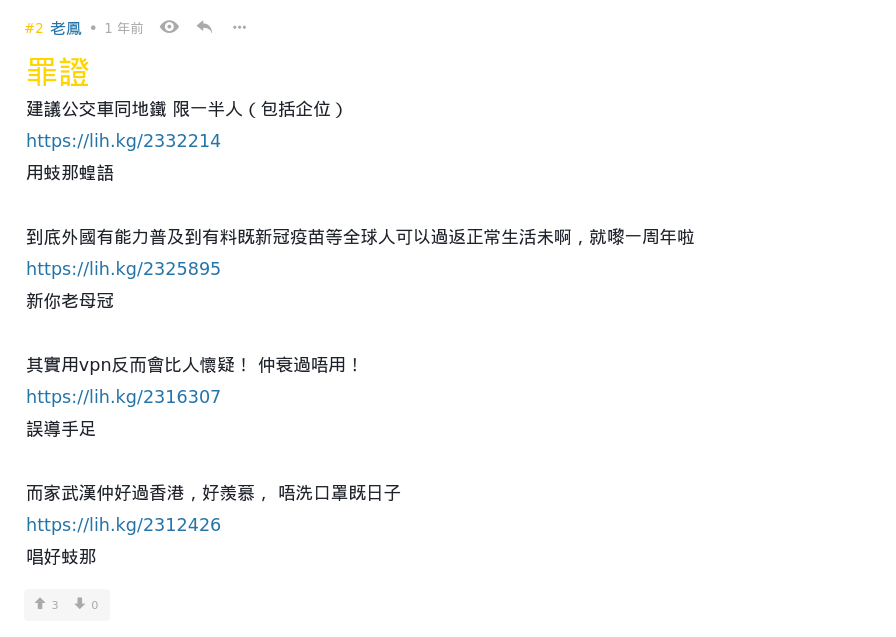 #2 老鳳 • 1 年前
罪證
建議公交車同地鐵 限一半人 ( 包括企位 )
https://lih.kg/2332214
用蚑那蝗語
到底外國有能力普及到有料既新冠疫苗等全球人可以過返正常生活未啊 , 就嚟一周年啦
https://lih.kg/2325895
新你老母冠
其實用vpn反而會比人懷疑！ 仲衰過唔用！
https://lih.kg/2316307
誤導手足
而家武漢仲好過香港 , 好羨慕 , 唔洗口罩既日子
https://lih.kg/2312426
唱好蚑那
3 0